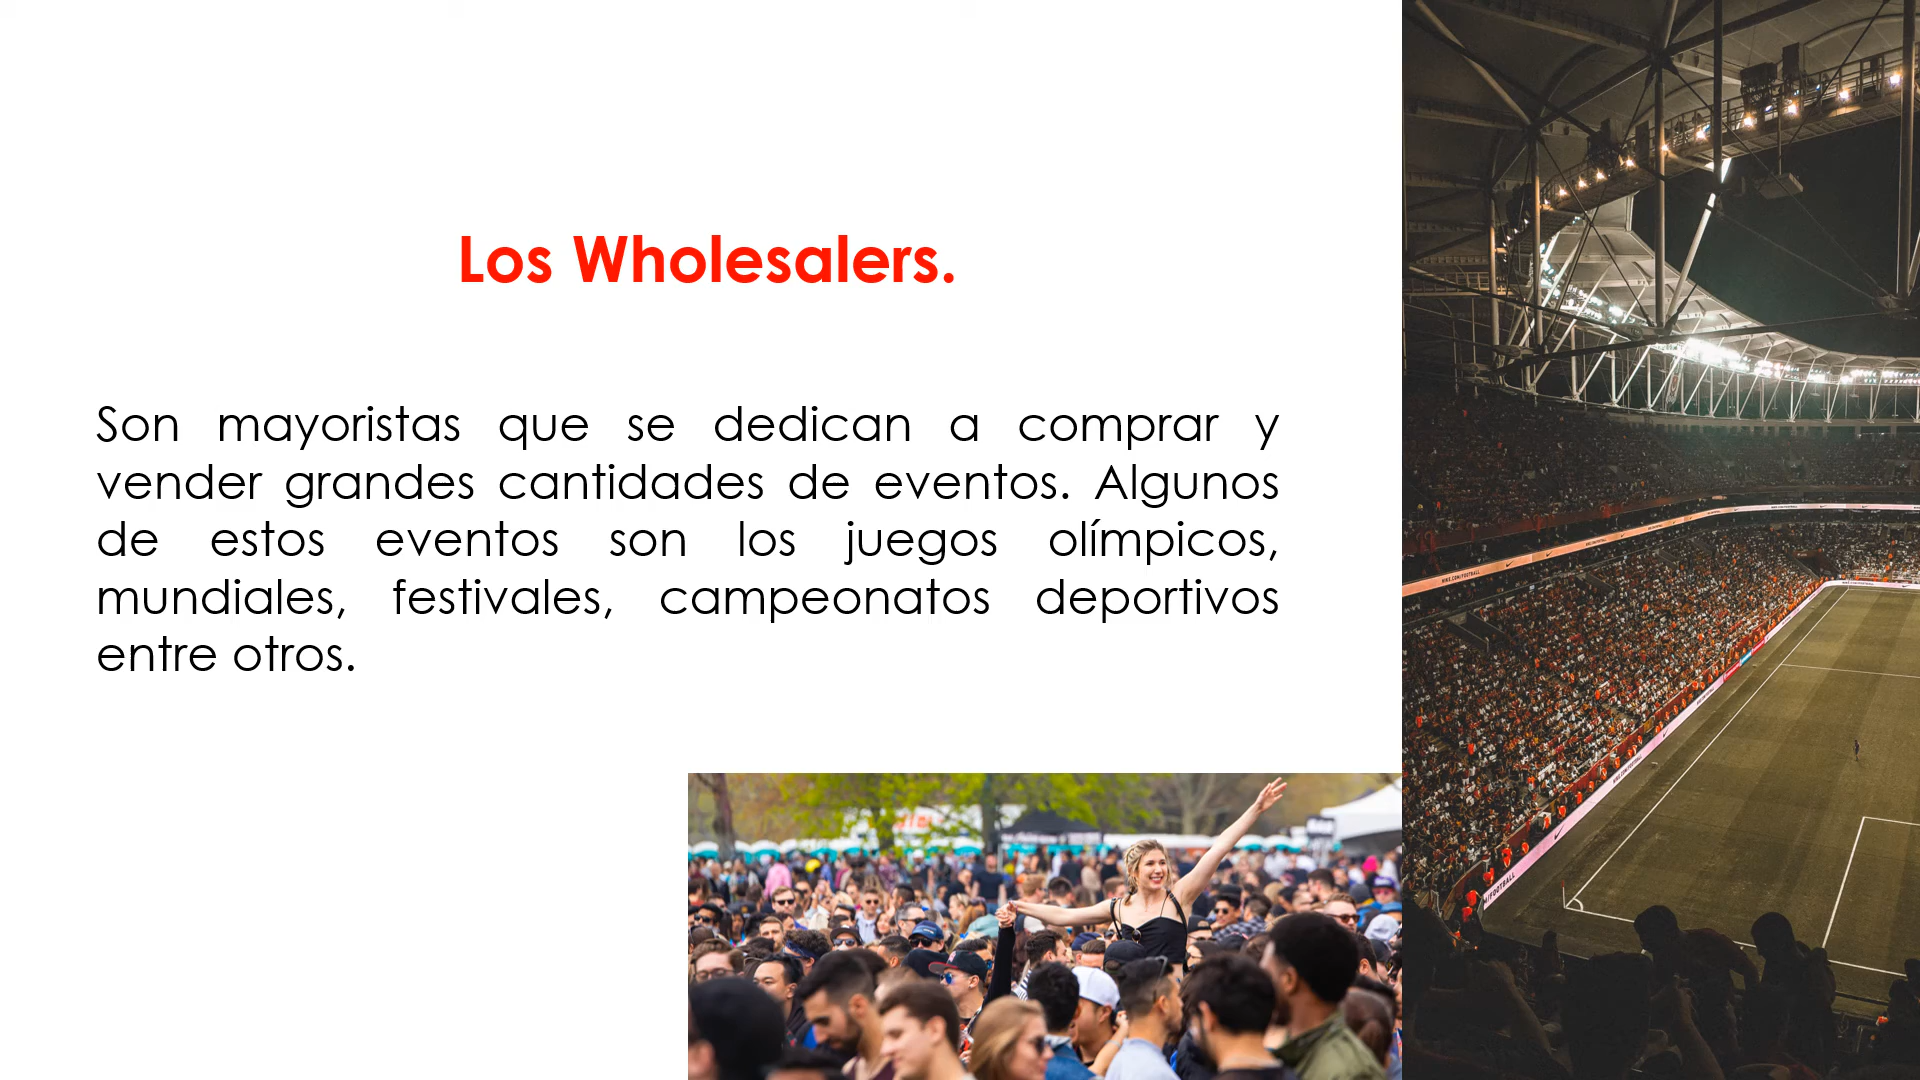 Los Wholesalers.
Son mayoristas que se dedican a comprar y
vender grandes cantidades de eventos. Algunos
de estos eventos son los juegos olímpicos,
mundiales, festivales, campeonatos deportivos
entre otros.